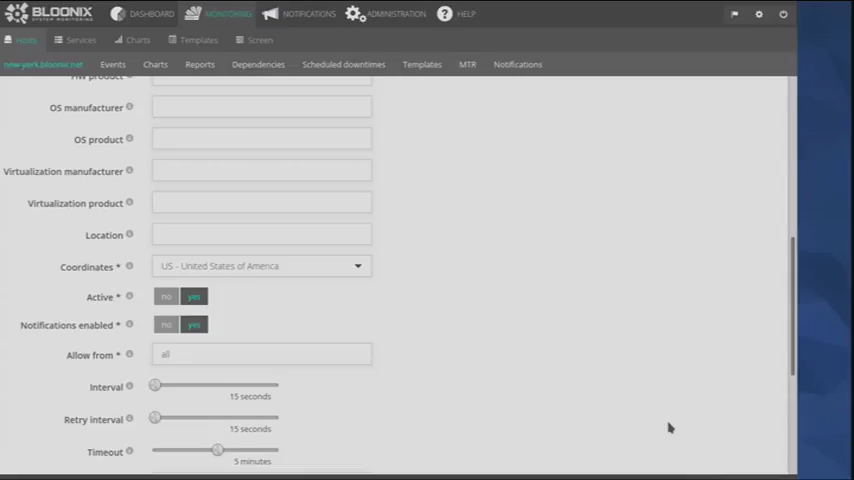 BLOONIX
SYSTEM MONITORING
DASHBOARD
MONITORING
NOTIFICATIONS
ADMINISTRATION
HELP
Hosts
Services
Charts
Templates
Screen
new-york.bloonix.net
Events
Charts
Reports
Dependencies
Scheduled downtimes
Templates
MTR
Notifications
HW product
OS manufacturer
OS product
Virtualization manufacturer
Virtualization product
Location
Coordinates * US - United States of America
Active * no yes
Notifications enabled * no yes
Allow from * all
Interval
15 seconds
Retry interval
15 seconds
Timeout
5 minutes